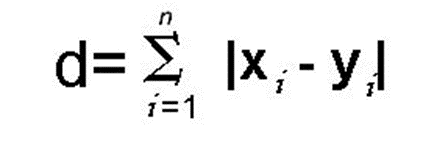 d= n∑i=1 |xi - yi|